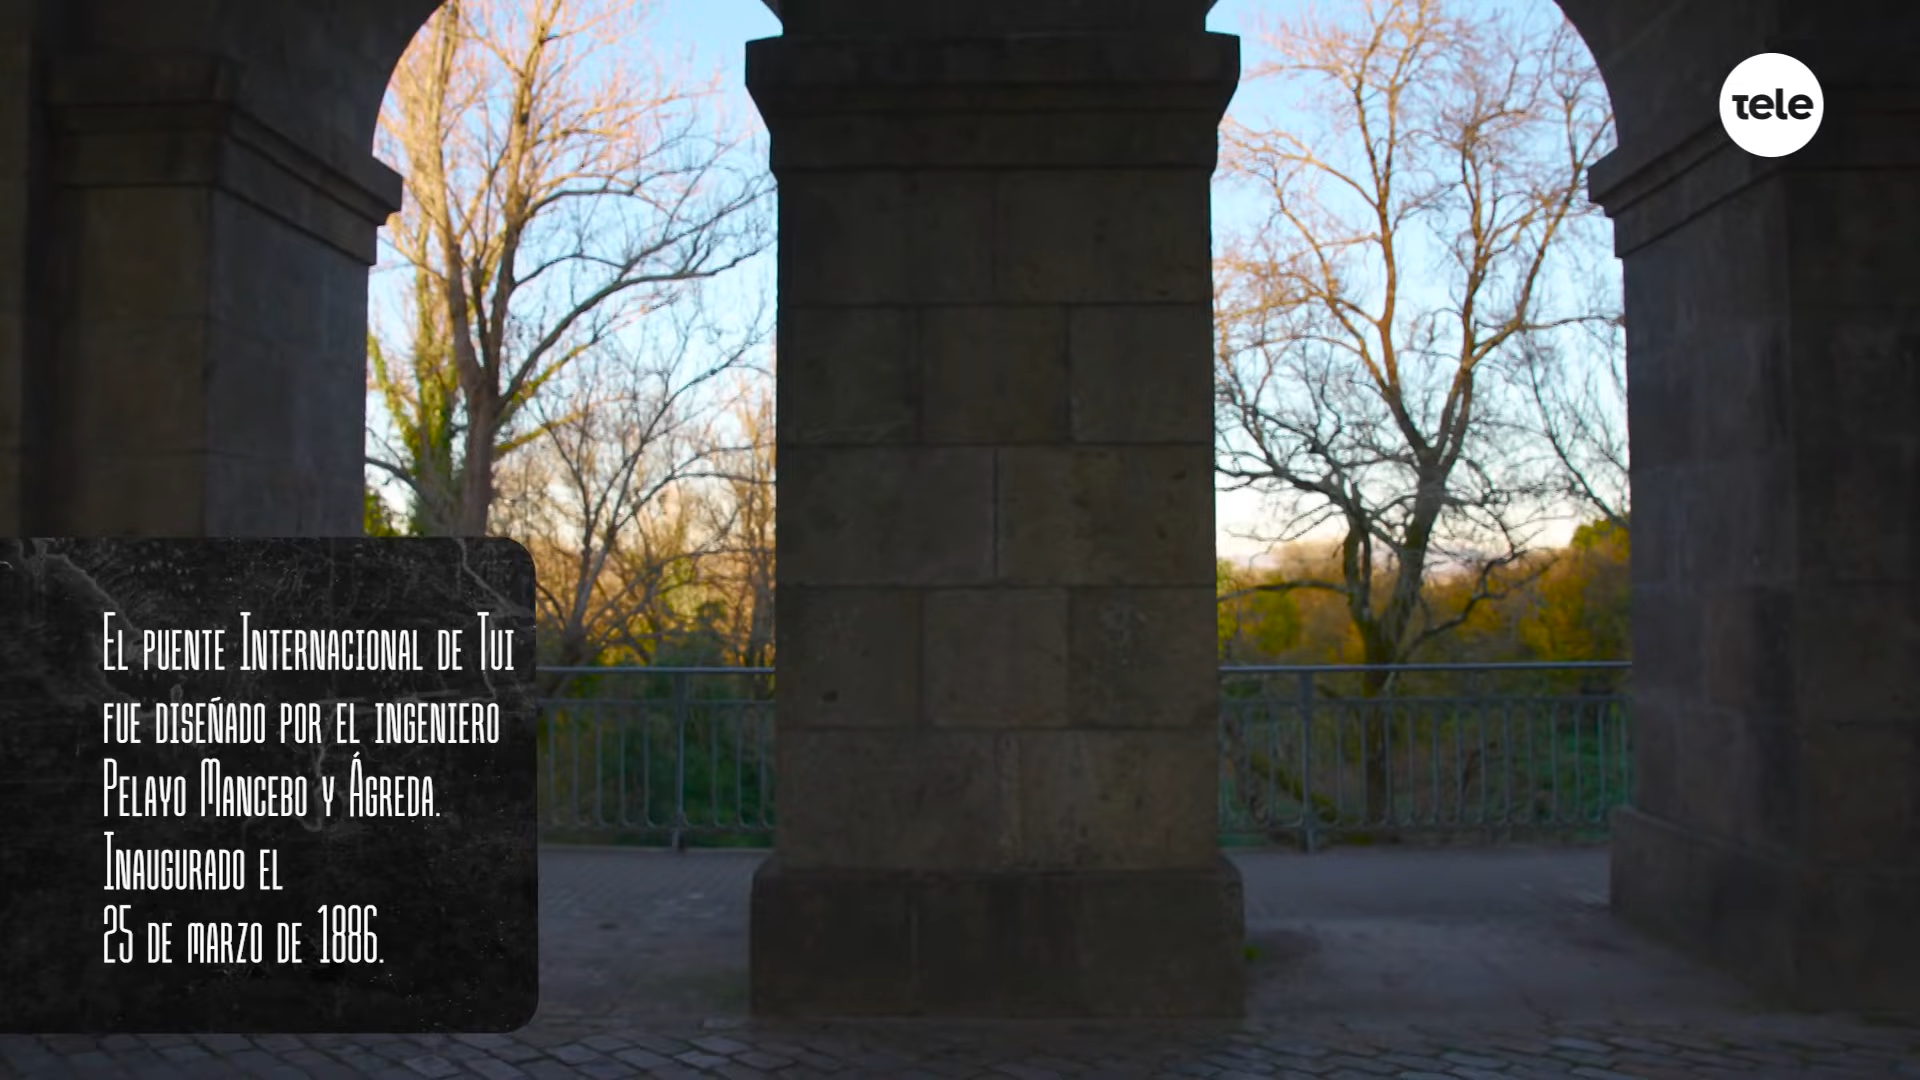 tele
El puente Internacional de Tui
fue diseñado por el ingeniero
Pelayo Mancebo y Ágreda.
Inaugurado el
25 de marzo de 1886.